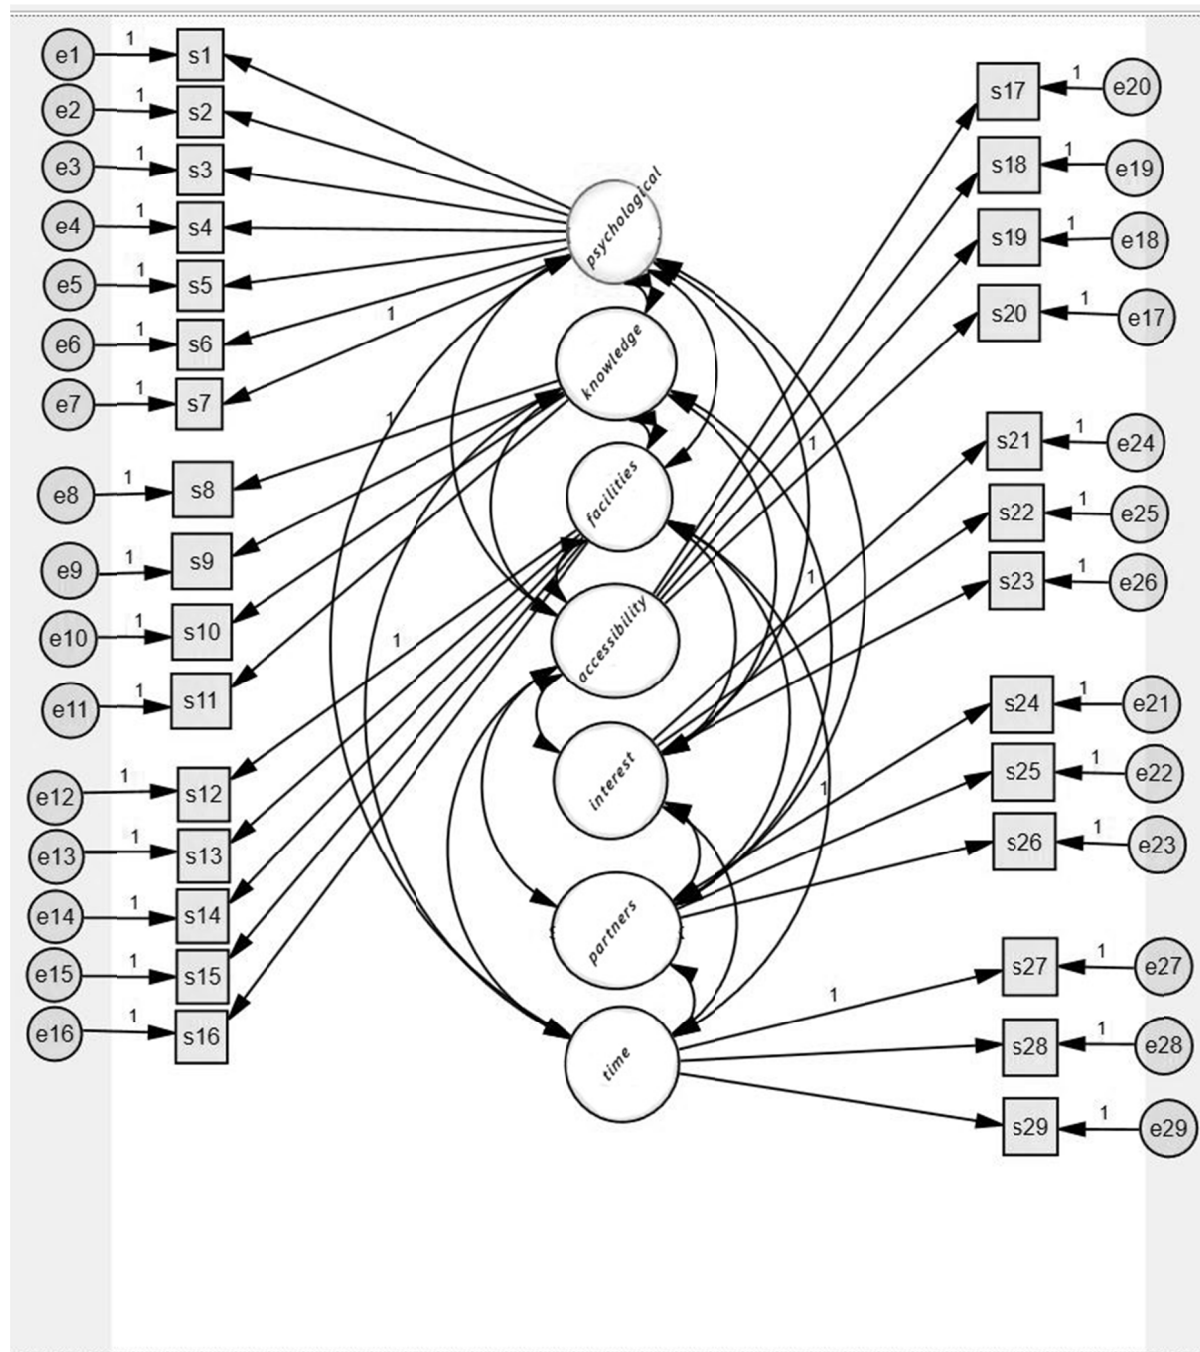 e1 1 s1
e2 1 s2
e3 1 s3
e4 1 s4
e5 1 s5
e6 1 s6
e7 1 s7
1
e8 1 s8
1
e9 1 s9
e10 1 s10
e11 1 s11
1
e12 1 s12
e13 1 s13
e14 1 s14
e15 1 s15
e16 1 s16
psychological
knowledge
facilities
accessibility
interest
partners
time
s17 1 e20
s18 1 e19
s19 1 e18
s20 1 e17
1
s21 1 e24
s22 1 e25
s23 1 e26
1
s24 1 e21
s25 1 e22
s26 1 e23
1
s27 1 e27
1
s28 1 e28
s29 1 e29